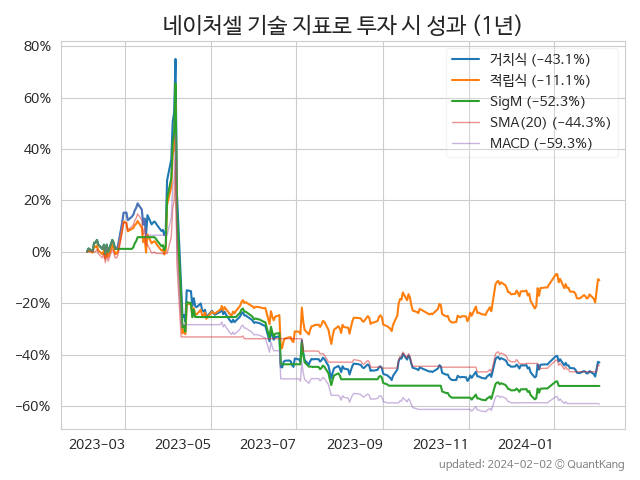 네이처셀 기술 지표로 투자 시 성과 (1년)
80%
60%
40%
20%
0%
−20%
−40%
−60%
거치식 (−43.1%)
적립식 (−11.1%)
SigM (−52.3%)
SMA(20) (−44.3%)
MACD (−59.3%)
2023-03 2023-05 2023-07 2023-09 2023-11 2024-01
updated: 2024-02-02 © QuantKang